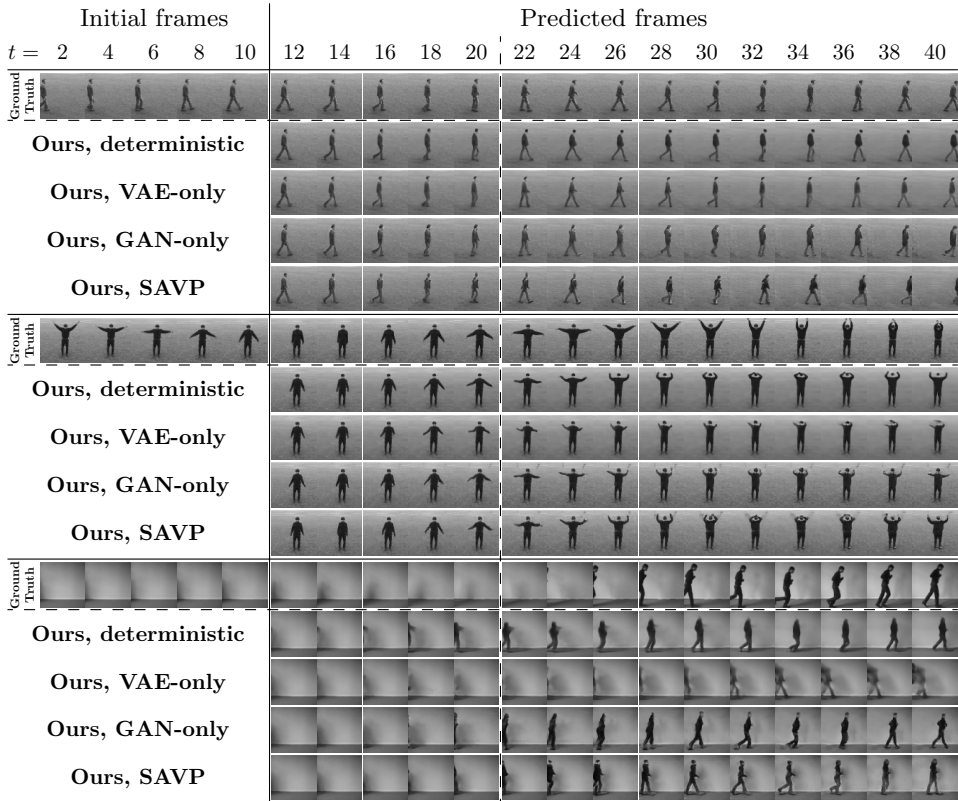 Initial frames Predicted frames
t = 2 4 6 8 10 12 14 16 18 20 22 24 26 28 30 32 34 36 38 40
Ground
Truth
Ours, deterministic
Ours, VAE-only
Ours, GAN-only
Ours, SAVP
Ground
Truth
Ours, deterministic
Ours, VAE-only
Ours, GAN-only
Ours, SAVP
Ground
Truth
Ours, deterministic
Ours, VAE-only
Ours, GAN-only
Ours, SAVP